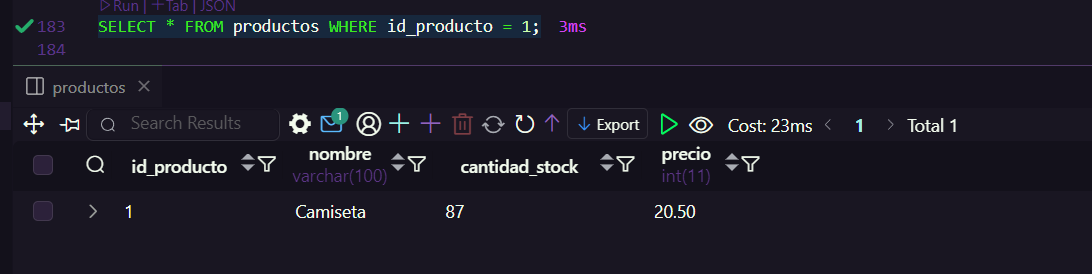 Run | +Tab | JSON
183 SELECT * FROM productos WHERE id_producto = 1; 3ms
184
productos
Search Results 1 Export Cost: 23ms 1 Total 1
id_producto nombre varchar(100) cantidad_stock precio int(11)
1 Camiseta 87 20.50